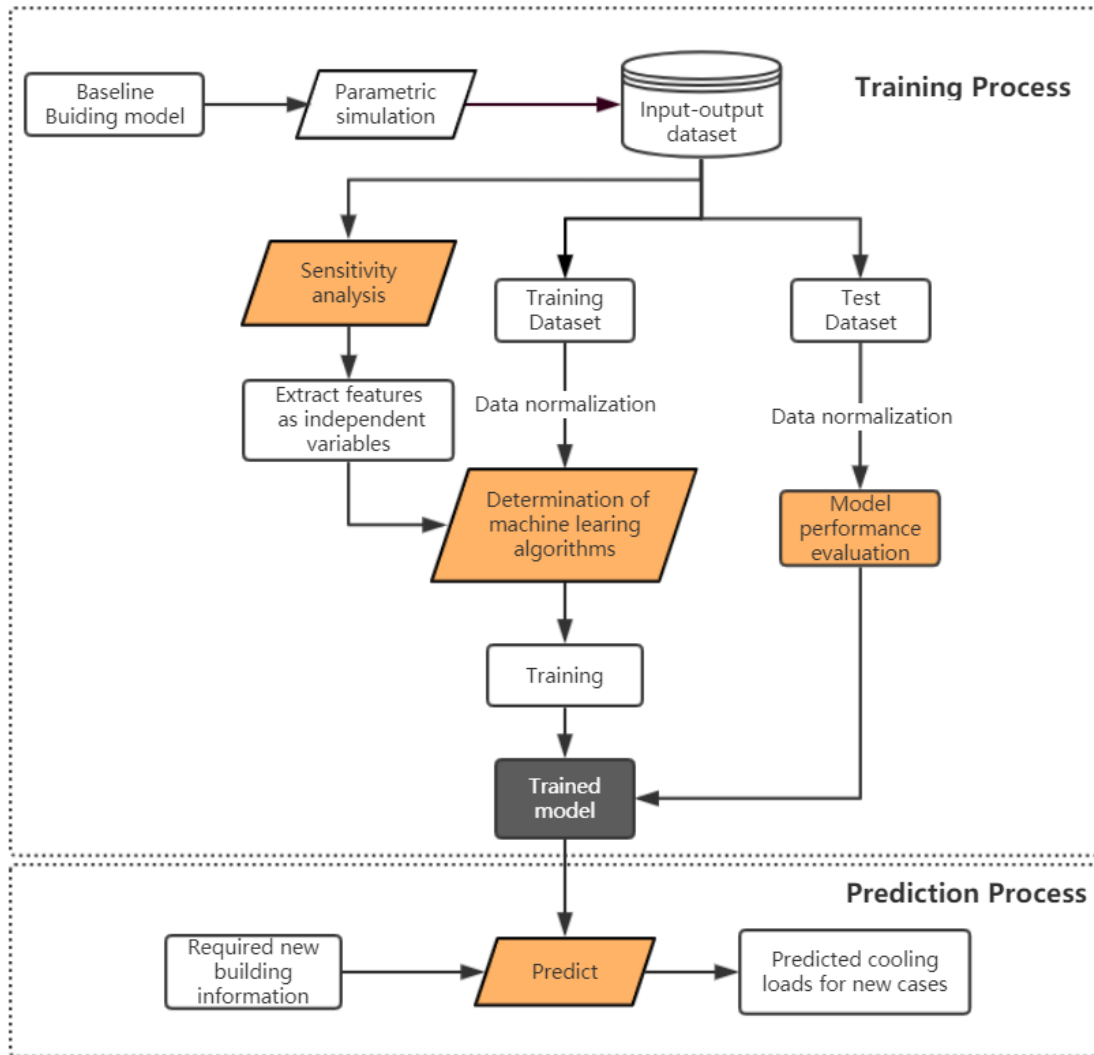 Training Process
Baseline
Buiding model
Parametric
simulation
Input-output
dataset
Sensitivity
analysis
Training
Dataset
Test
Dataset
Extract features
as independent
variables
Data normalization
Data normalization
Determination of
machine learing
algorithms
Model
performance
evaluation
Training
Trained
model
Prediction Process
Required new
building
information
Predict
Predicted cooling
loads for new cases